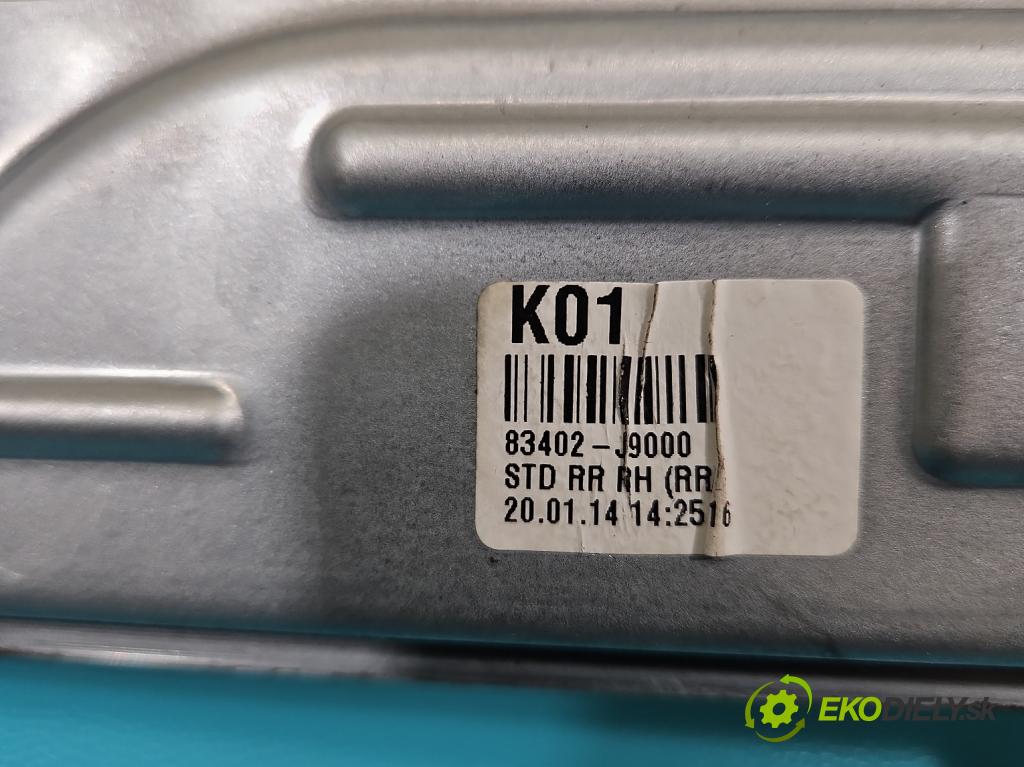 K01
83402-J9000
STD RR RH (RR
20.01.14 14:2516
EKODIELY.sk